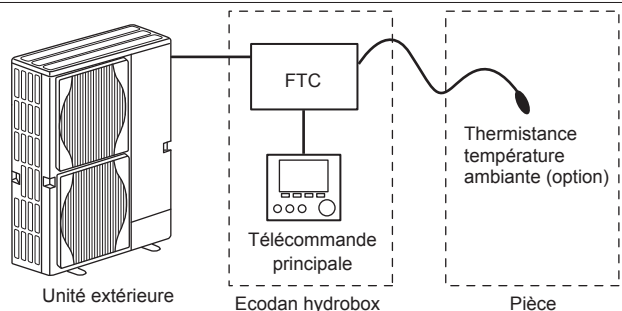 FTC
Thermistance
température
ambiante (option)
Télécommande
principale
Unité extérieure
Ecodan hydrobox
Pièce